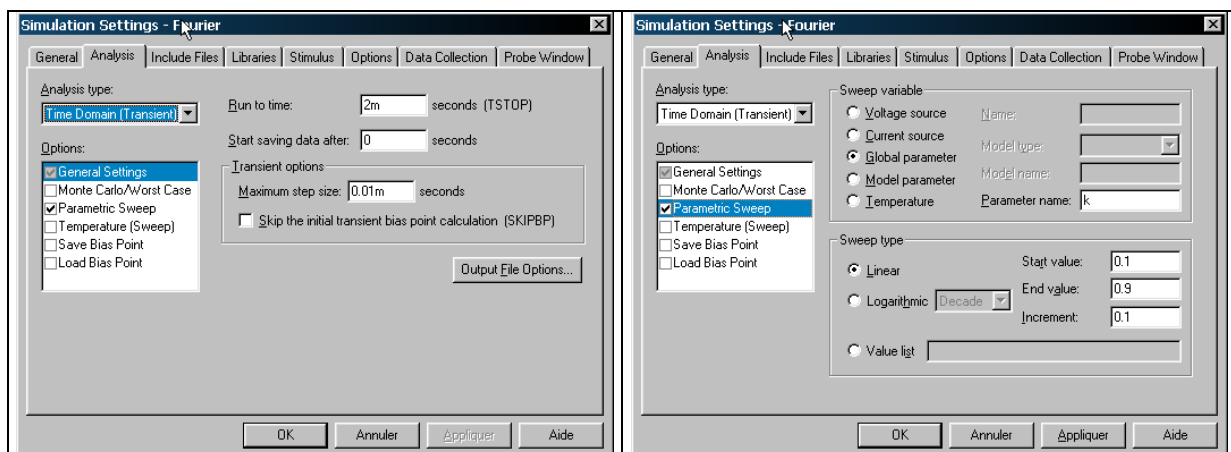 Simulation Settings - Fourier
General Analysis Include Files Libraries Stimulus Options Data Collection Probe Window
Analysis type:
Time Domain (Transient)
Options:
General Settings
Monte Carlo/Worst Case
Parametric Sweep
Temperature (Sweep)
Save Bias Point
Load Bias Point
Run to time: 2m seconds (TSTOP)
Start saving data after: 0 seconds
Transient options
Maximum step size: 0.01m seconds
Skip the initial transient bias point calculation (SKIPBP)
Output File Options...
OK Annuler Appliquer Aide
Simulation Settings - Fourier
General Analysis Include Files Libraries Stimulus Options Data Collection Probe Window
Analysis type:
Time Domain (Transient)
Options:
General Settings
Monte Carlo/Worst Case
Parametric Sweep
Temperature (Sweep)
Save Bias Point
Load Bias Point
Sweep variable
Voltage source Name:
Current source
Model type:
Global parameter
Model name:
Model parameter
Temperature Parameter name: k
Sweep type
Linear
Logarithmic Decade
Value list
Start value: 0.1
End value: 0.9
Increment: 0.1
OK Annuler Appliquer Aide